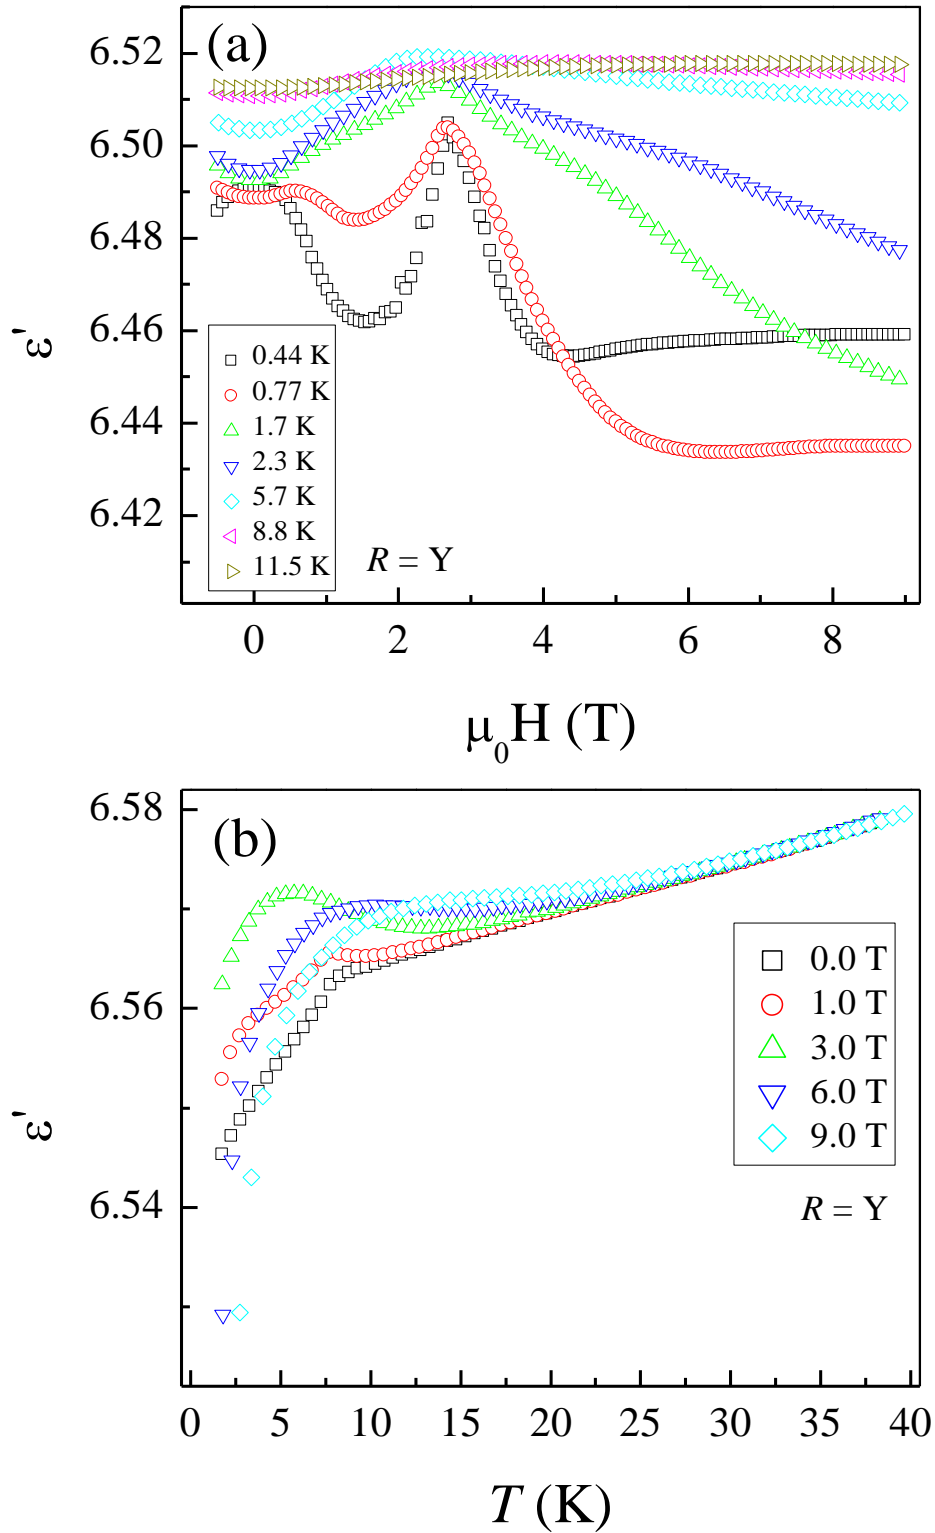 (a)
6.52
6.50
6.48
6.46
6.44
6.42
ε'
0.44 K
0.77 K
1.7 K
2.3 K
5.7 K
8.8 K
11.5 K
R = Y
0 2 4 6 8
μ₀H (T)
(b)
6.58
6.56
6.54
ε'
0.0 T
1.0 T
3.0 T
6.0 T
9.0 T
R = Y
0 5 10 15 20 25 30 35 40
T (K)